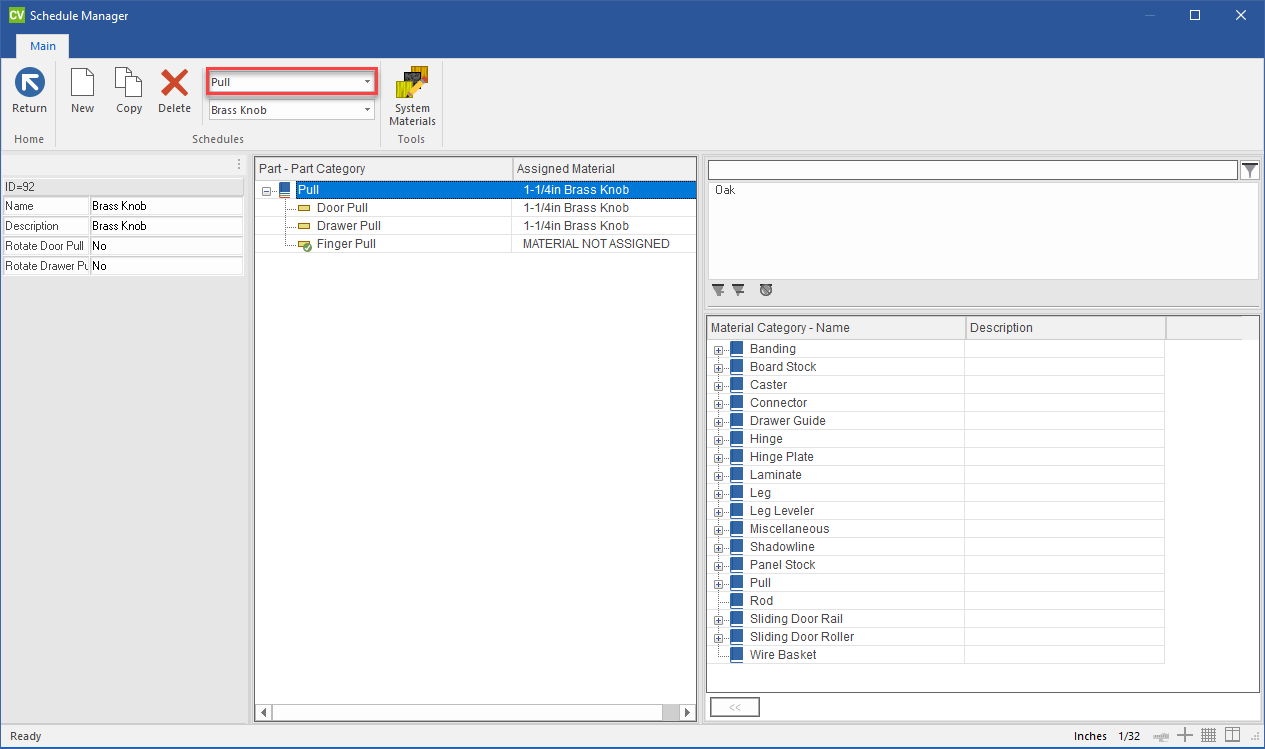 CV Schedule Manager
Main
Return
New
Copy
Delete
Pull
Brass Knob
System
Materials
Home
Schedules
Tools
ID=92
Name Brass Knob
Description Brass Knob
Rotate Door Pull No
Rotate Drawer Pu No
Part - Part Category Assigned Material
Pull 1-1/4in Brass Knob
Door Pull 1-1/4in Brass Knob
Drawer Pull 1-1/4in Brass Knob
Finger Pull MATERIAL NOT ASSIGNED
Oak
Material Category - Name Description
Banding
Board Stock
Caster
Connector
Drawer Guide
Hinge
Hinge Plate
Laminate
Leg
Leg Leveler
Miscellaneous
Shadowline
Panel Stock
Pull
Rod
Sliding Door Rail
Sliding Door Roller
Wire Basket
<<
Ready
Inches 1/32